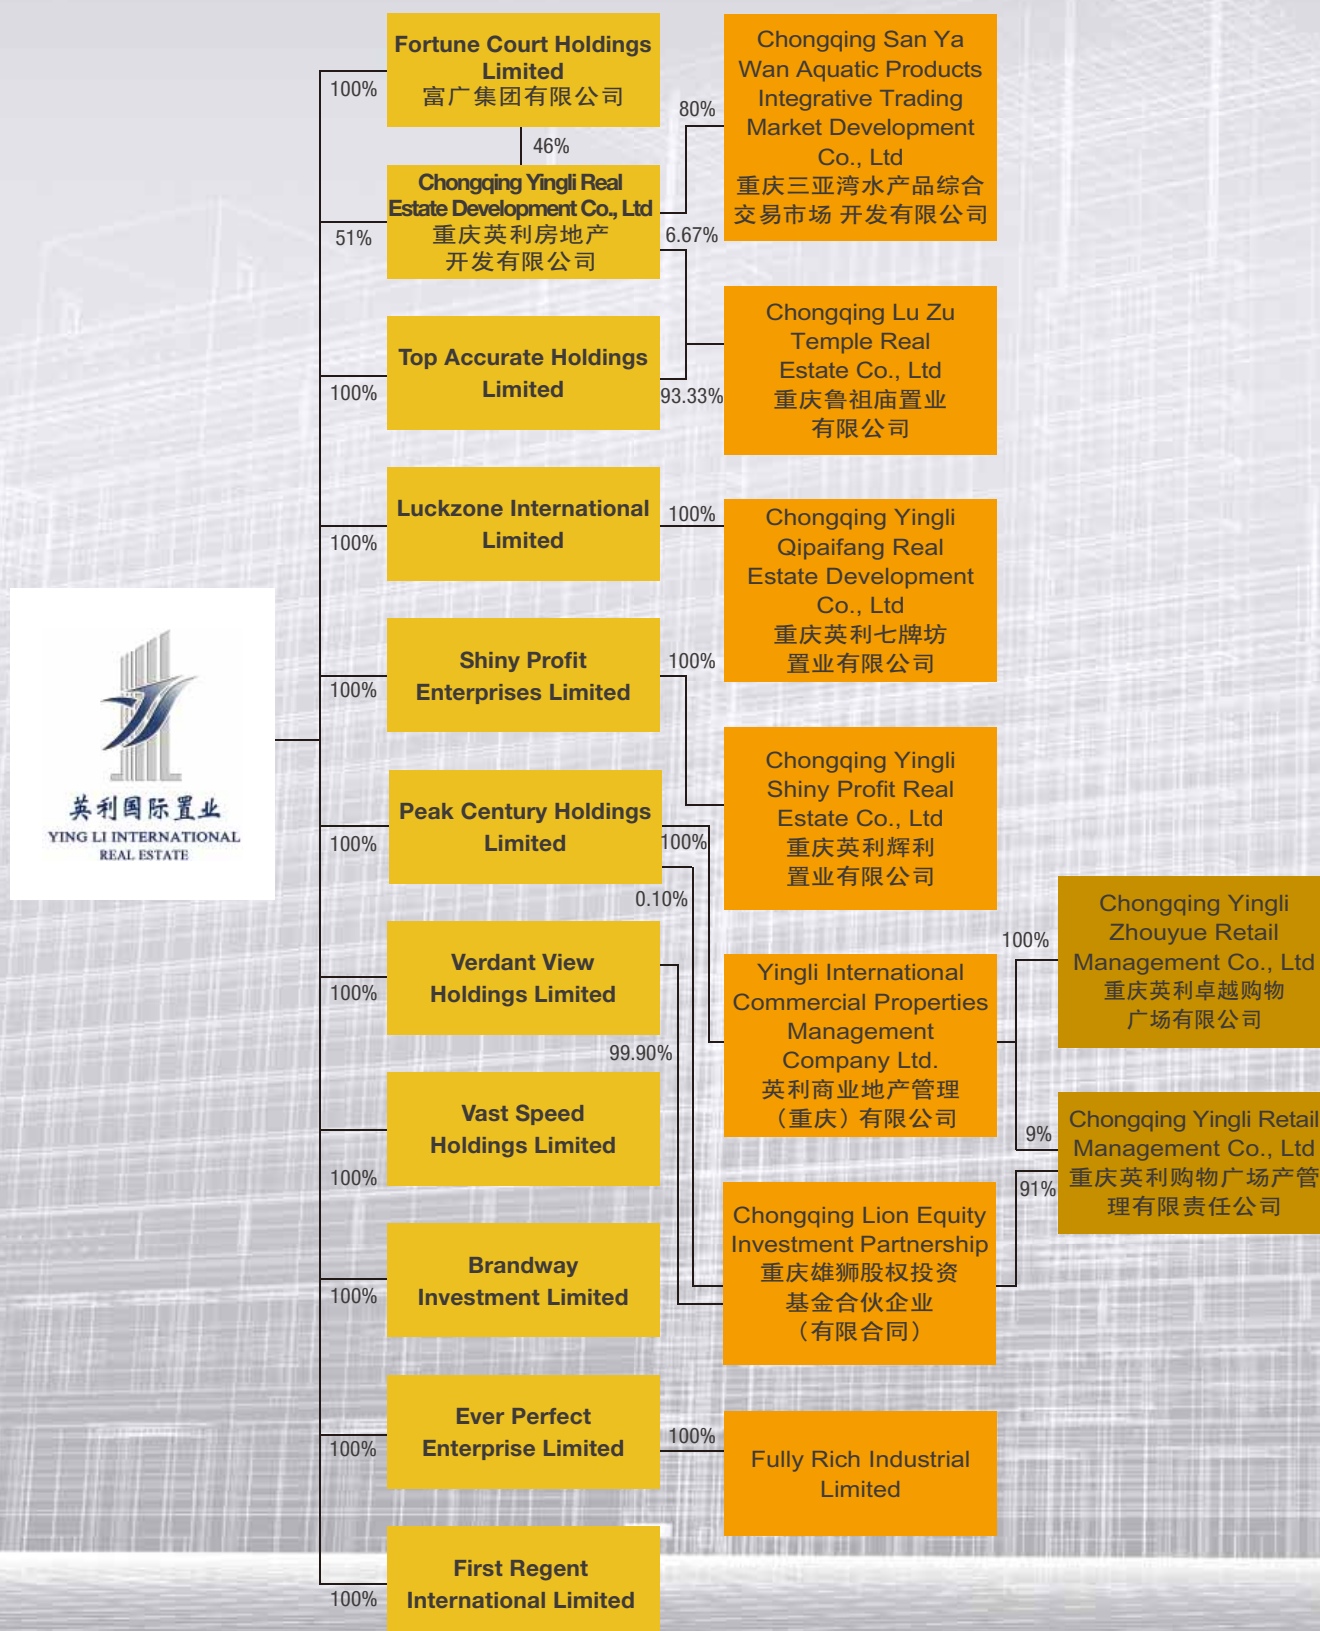 Fortune Court Holdings
Limited
富广集团有限公司
100%
46%
Chongqing Yingli Real
Estate Development Co., Ltd
重庆英利房地产
开发有限公司
51%
80%
6.67%
Chongqing San Ya
Wan Aquatic Products
Integrative Trading
Market Development
Co., Ltd
重庆三亚湾水产品综合
交易市场 开发有限公司
Top Accurate Holdings
Limited
100%
93.33%
Chongqing Lu Zu
Temple Real
Estate Co., Ltd
重庆鲁祖庙置业
有限公司
Luckzone International
Limited
100%
100%
Chongqing Yingli
Qipaifang Real
Estate Development
Co., Ltd
重庆英利七牌坊
置业有限公司
Shiny Profit
Enterprises Limited
100%
100%
Chongqing Yingli
Shiny Profit Real
Estate Co., Ltd
重庆英利辉利
置业有限公司
英利国际置业
YING LI INTERNATIONAL
REAL ESTATE
Peak Century Holdings
Limited
100%
100%
0.10%
Verdant View
Holdings Limited
100%
99.90%
Yingli International
Commercial Properties
Management
Company Ltd.
英利商业地产管理
（重庆）有限公司
100%
Chongqing Yingli
Zhouyue Retail
Management Co., Ltd
重庆英利卓越购物
广场有限公司
Vast Speed
Holdings Limited
100%
9%
91%
Chongqing Yingli Retail
Management Co., Ltd
重庆英利购物广场产管
理有限责任公司
Chongqing Lion Equity
Investment Partnership
重庆雄狮股权投资
基金合伙企业
（有限合同）
Brandway
Investment Limited
100%
Ever Perfect
Enterprise Limited
100%
100%
Fully Rich Industrial
Limited
First Regent
International Limited
100%